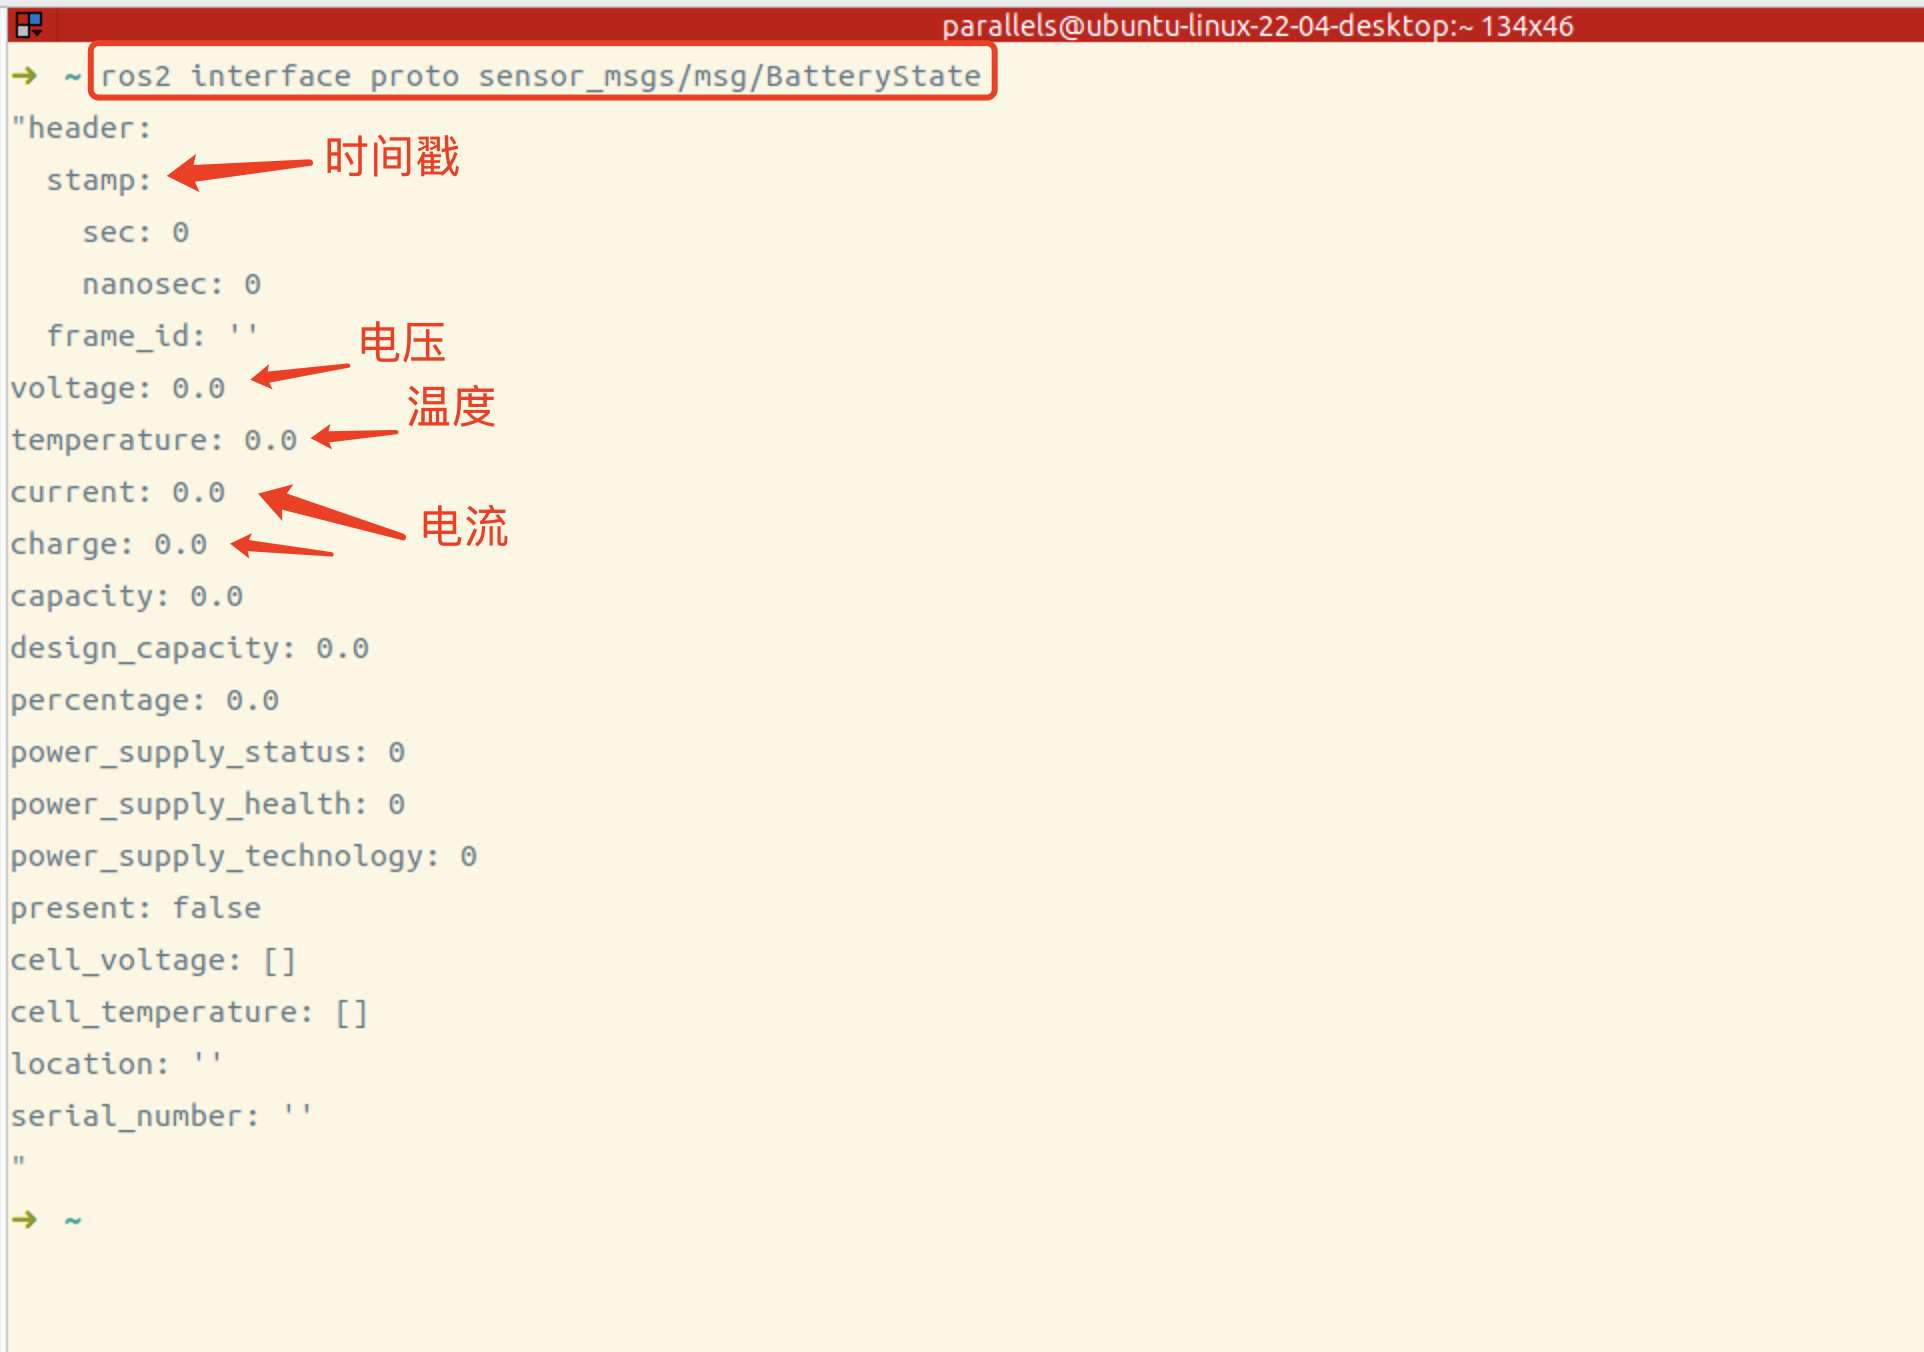 parallels@ubuntu-linux-22-04-desktop:~ 134x46
➜ ~ ros2 interface proto sensor_msgs/msg/BatteryState
"header:
  stamp:
时间戳
    sec: 0
    nanosec: 0
  frame_id: ''
电压
voltage: 0.0
温度
temperature: 0.0
current: 0.0
电流
charge: 0.0
capacity: 0.0
design_capacity: 0.0
percentage: 0.0
power_supply_status: 0
power_supply_health: 0
power_supply_technology: 0
present: false
cell_voltage: []
cell_temperature: []
location: ''
serial_number: ''
"
➜ ~